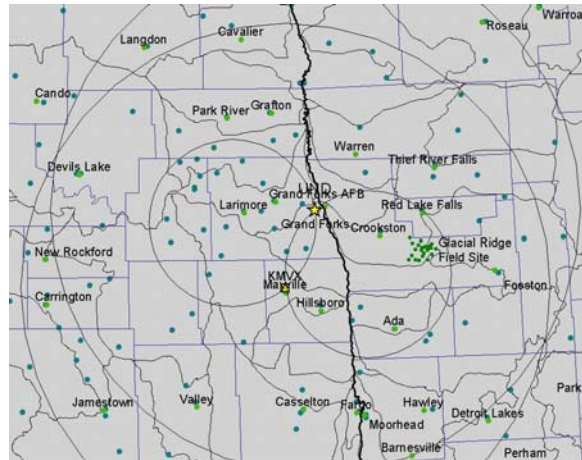 Roseau
Warroa
Cavalier
Langdon
Cando
Park River
Grafton
Warren
Devils Lake
Thief River Falls
UND
Grand Forks AFB
Larimore
Red Lake Falls
Grand Forks
Crookston
Glacial Ridge
Field Site
New Rockford
KMVX
Mayville
Fosston
Carrington
Hillsboro
Ada
Jamestown
Valley
Casselton
Fargo
Hawley
Moorhead
Detroit Lakes
Park
Barnesville
Perham